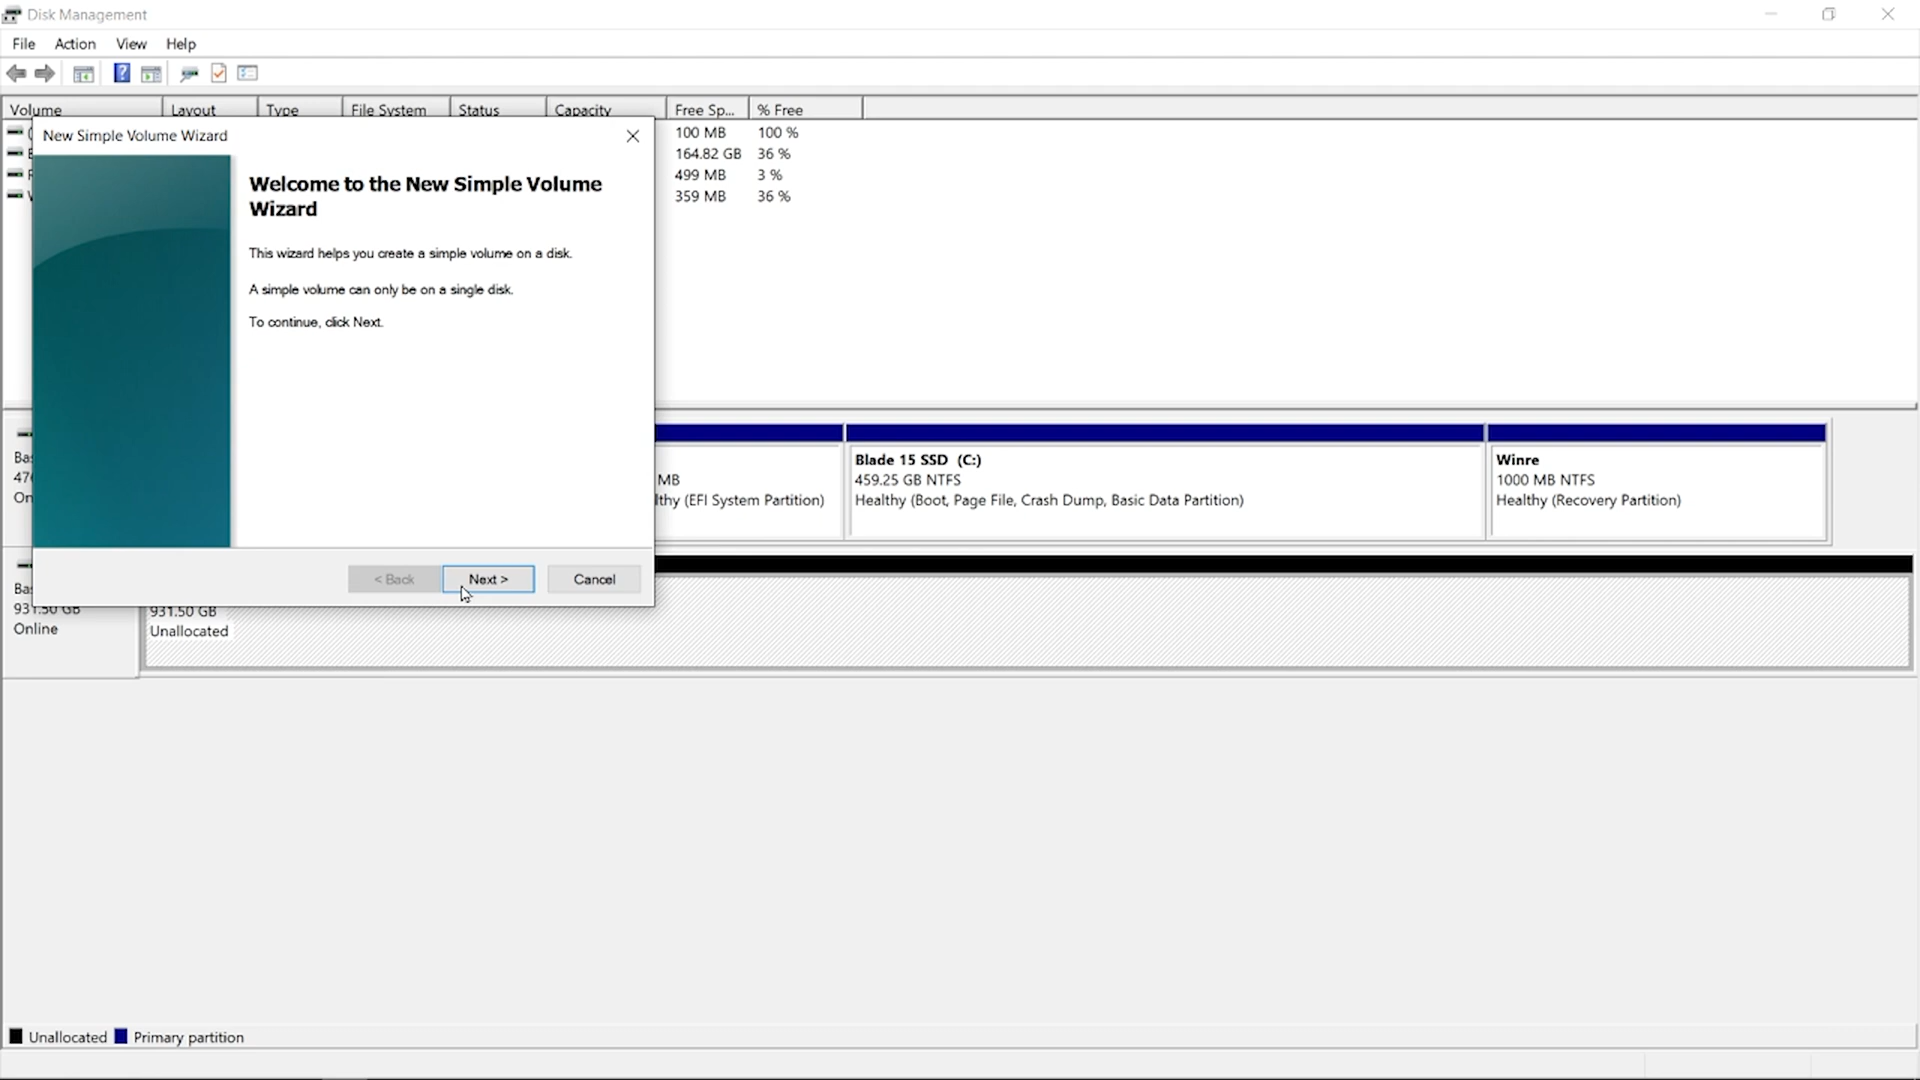 Disk Management
File Action View Help
Volume Layout Type File System Status Capacity Free Sp... % Free
100 MB 100 %
164.82 GB 36 %
499 MB 3 %
359 MB 36 %
New Simple Volume Wizard
Welcome to the New Simple Volume
Wizard
This wizard helps you create a simple volume on a disk.
A simple volume can only be on a single disk.
To continue, click Next.
< Back Next > Cancel
MB
lthy (EFI System Partition)
Blade 15 SSD (C:)
459.25 GB NTFS
Healthy (Boot, Page File, Crash Dump, Basic Data Partition)
Winre
1000 MB NTFS
Healthy (Recovery Partition)
Bas
476
On
Bas
931.50 GB
Online
931.50 GB
Unallocated
Unallocated Primary partition